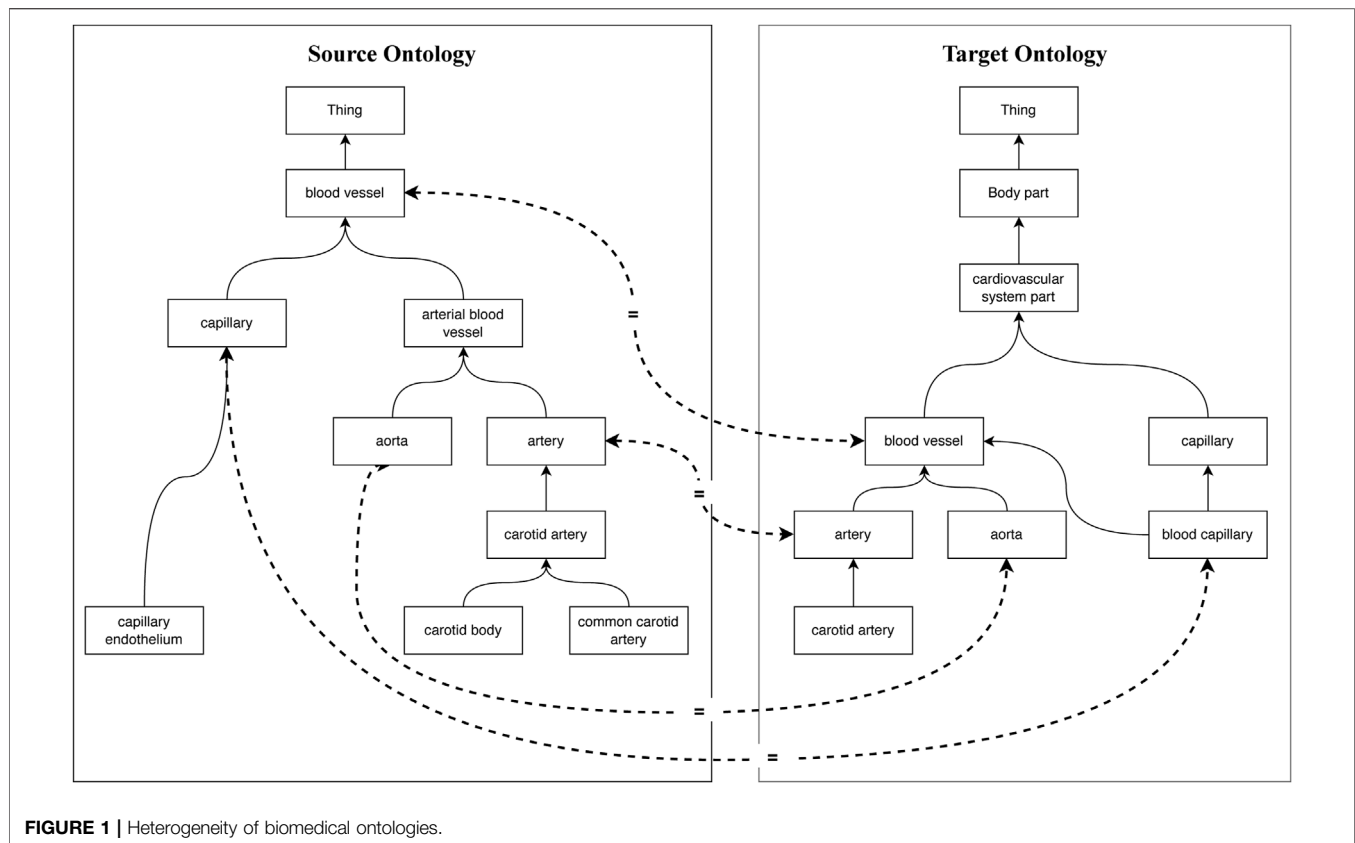 Source Ontology
Thing
blood vessel
capillary
arterial blood
vessel
aorta
artery
carotid artery
capillary
endothelium
carotid body
common carotid
artery
=
=
=
=
Target Ontology
Thing
Body part
cardiovascular
system part
blood vessel
capillary
artery
aorta
blood capillary
carotid artery
FIGURE 1 | Heterogeneity of biomedical ontologies.